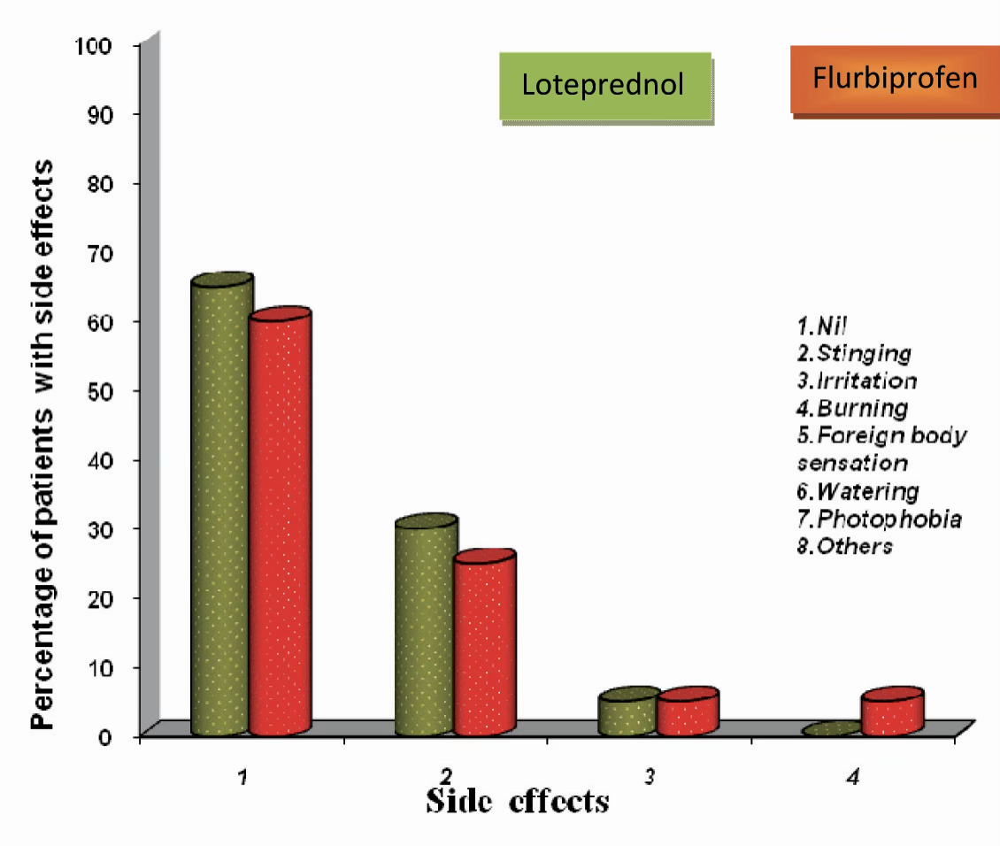 Loteprednol
Flurbiprofen
Percentage of patients with side effects
100
90
80
70
60
50
40
30
20
10
0
1.Nil
2.Stinging
3.Irritation
4.Burning
5.Foreign body
sensation
6.Watering
7.Photophobia
8.Others
1 2 3 4
Side effects